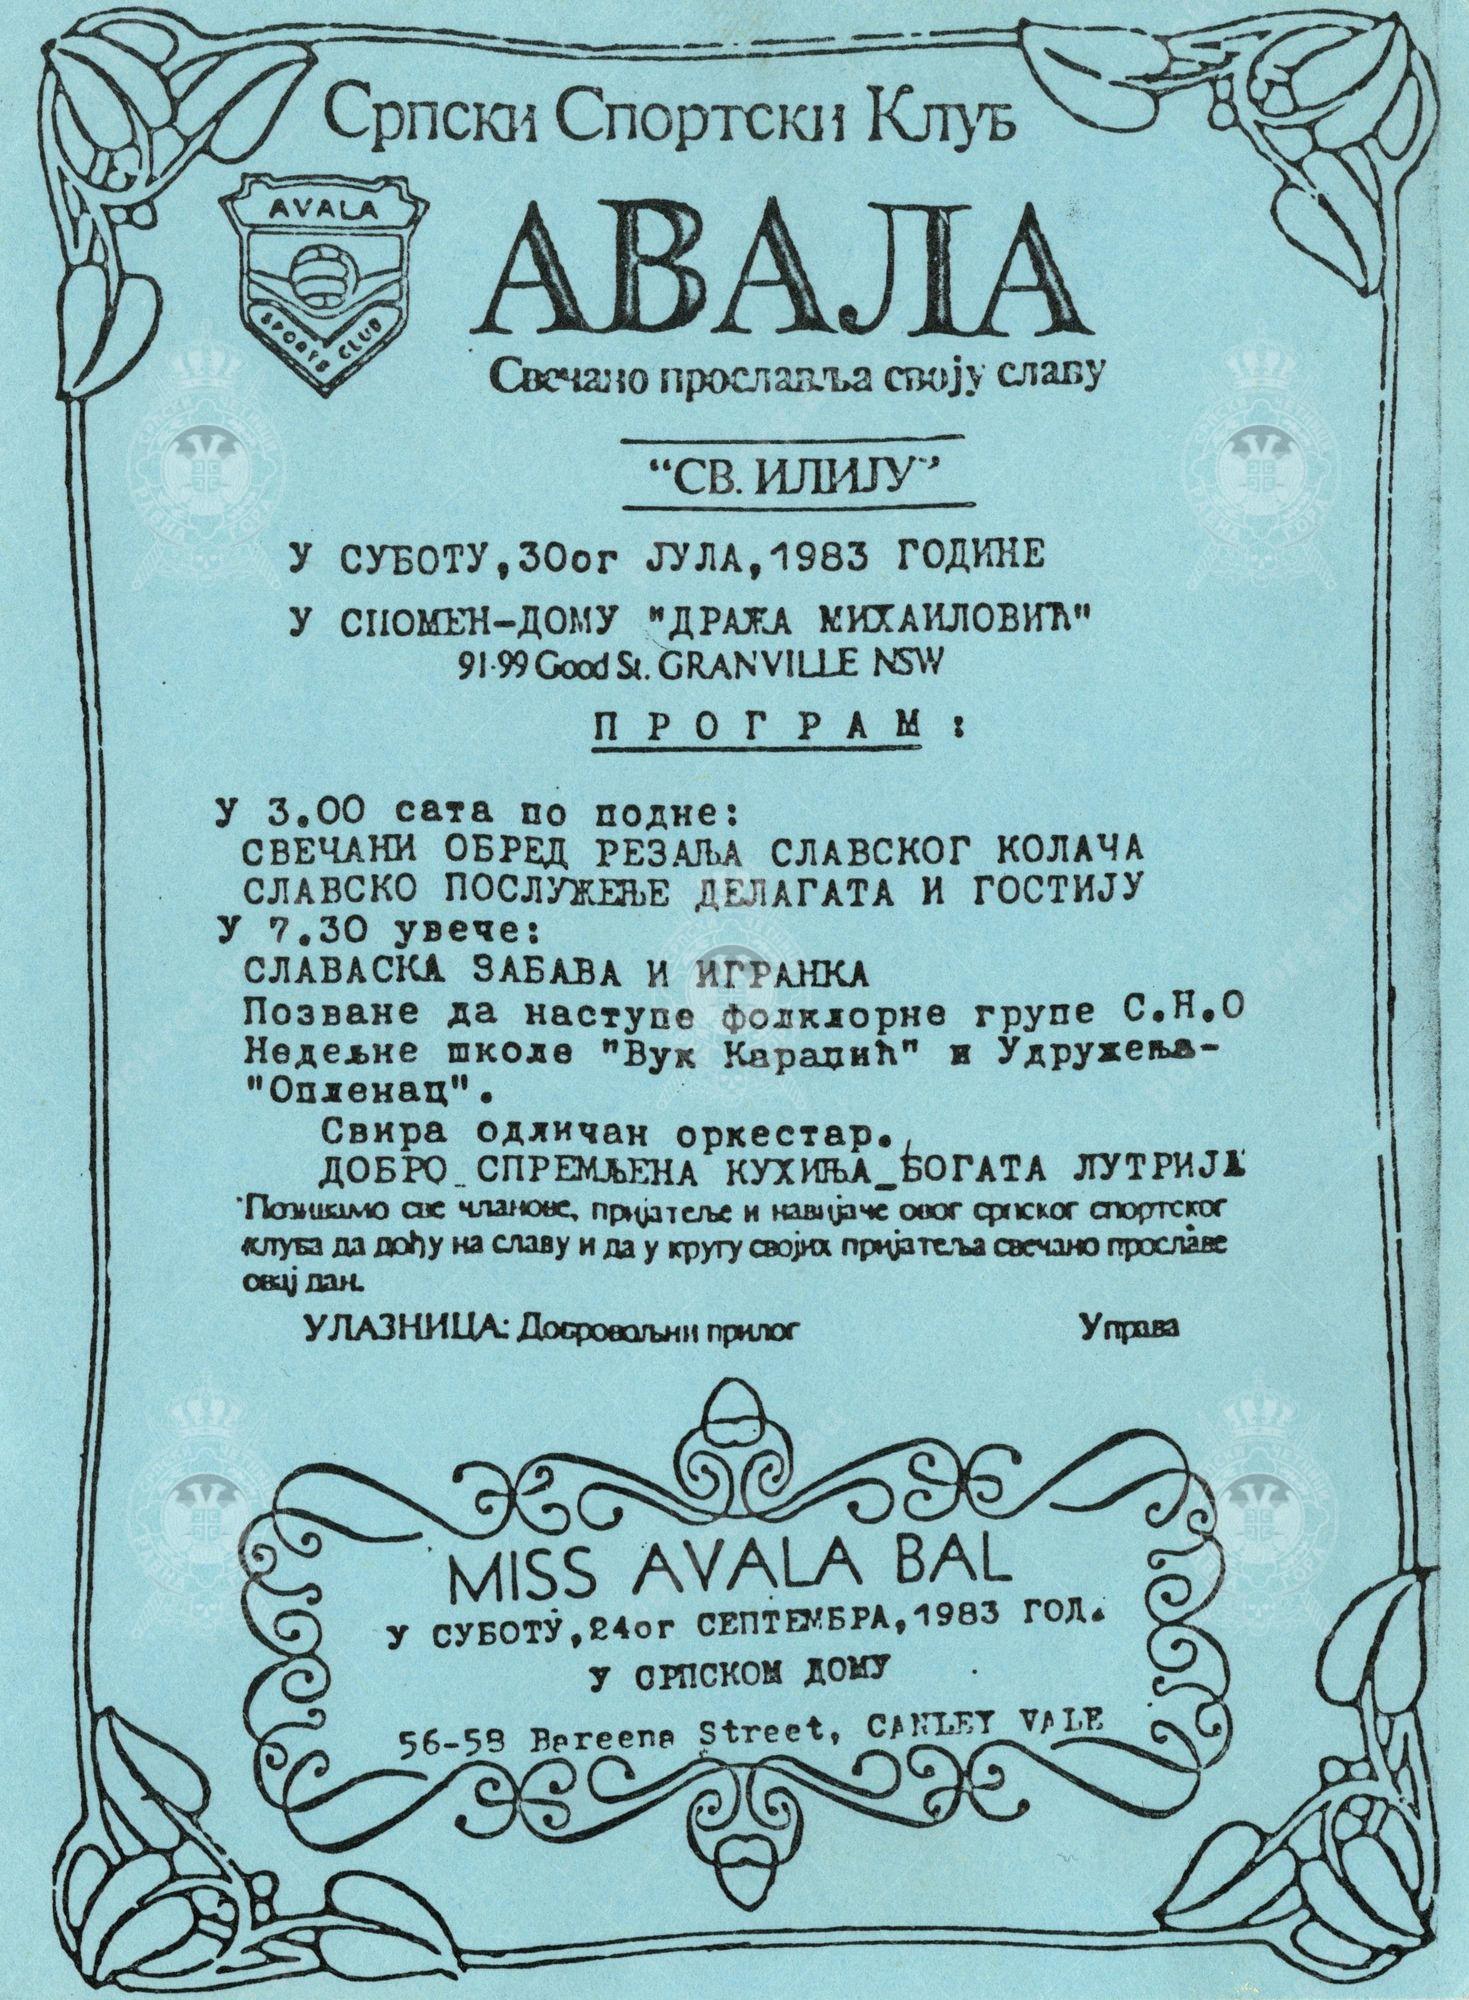 Српски Спортски Клуб
AVALA
SPORTS CLUB
АВАЛА
Свечано прославља своју славу
"СВ. ИЛИЈУ"
У СУБОТУ,30ог ЈУЛА,1983 ГОДИНЕ
У СПОМЕН-ДОМУ "ДРАЖА МИХАИЛОВИЋ"
91-99 Good St. GRANVILLE NSW
П Р О Г Р А М :
У 3.00 сата по подне:
СВЕЧАНИ ОБРЕД РЕЗАЊА СЛАВСКОГ КОЛАЧА
СЛАВСКО ПОСЛУЖЕЊЕ ДЕЛАГАТА И ГОСТИЈУ
У 7.30 увече:
СЛАВАСКА ЗАБАВА И ИГРАНКА
Позване да наступе фолклорне групе С.Н.О
Недељне школе "Вук Караџић" и Удружења-
"Опленац".
Свира одличан оркестар.
ДОБРО СПРЕМЉЕНА КУХИЊА_БОГАТА ЛУТРИЈА
Позивамо све чланове, пријатеље и навијаче овог српског спортског
клуба да дођу на славу и да у кругу својих пријатеља свечано прославе
овај дан.
УЛАЗНИЦА: Добровољни прилог Управа
MISS AVALA BAL
У СУБОТУ,24ог СЕПТЕМБРА,1983 ГОД.
У СРПСКОМ ДОМУ
56-58 Bareena Street, CANLEY VALE